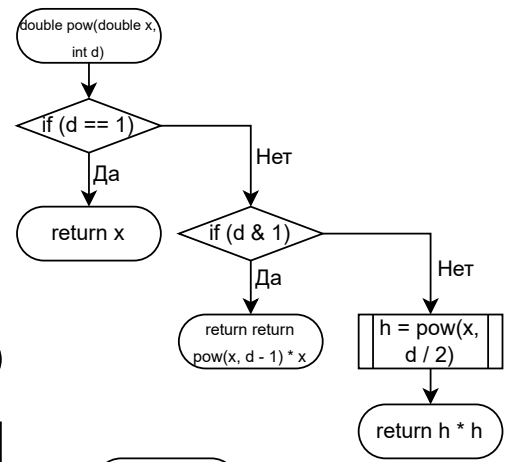 double pow(double x,
int d)
if (d == 1)
Нет
Да
return x
if (d & 1)
Нет
Да
return return
pow(x, d - 1) * x
h = pow(x,
d / 2)
return h * h